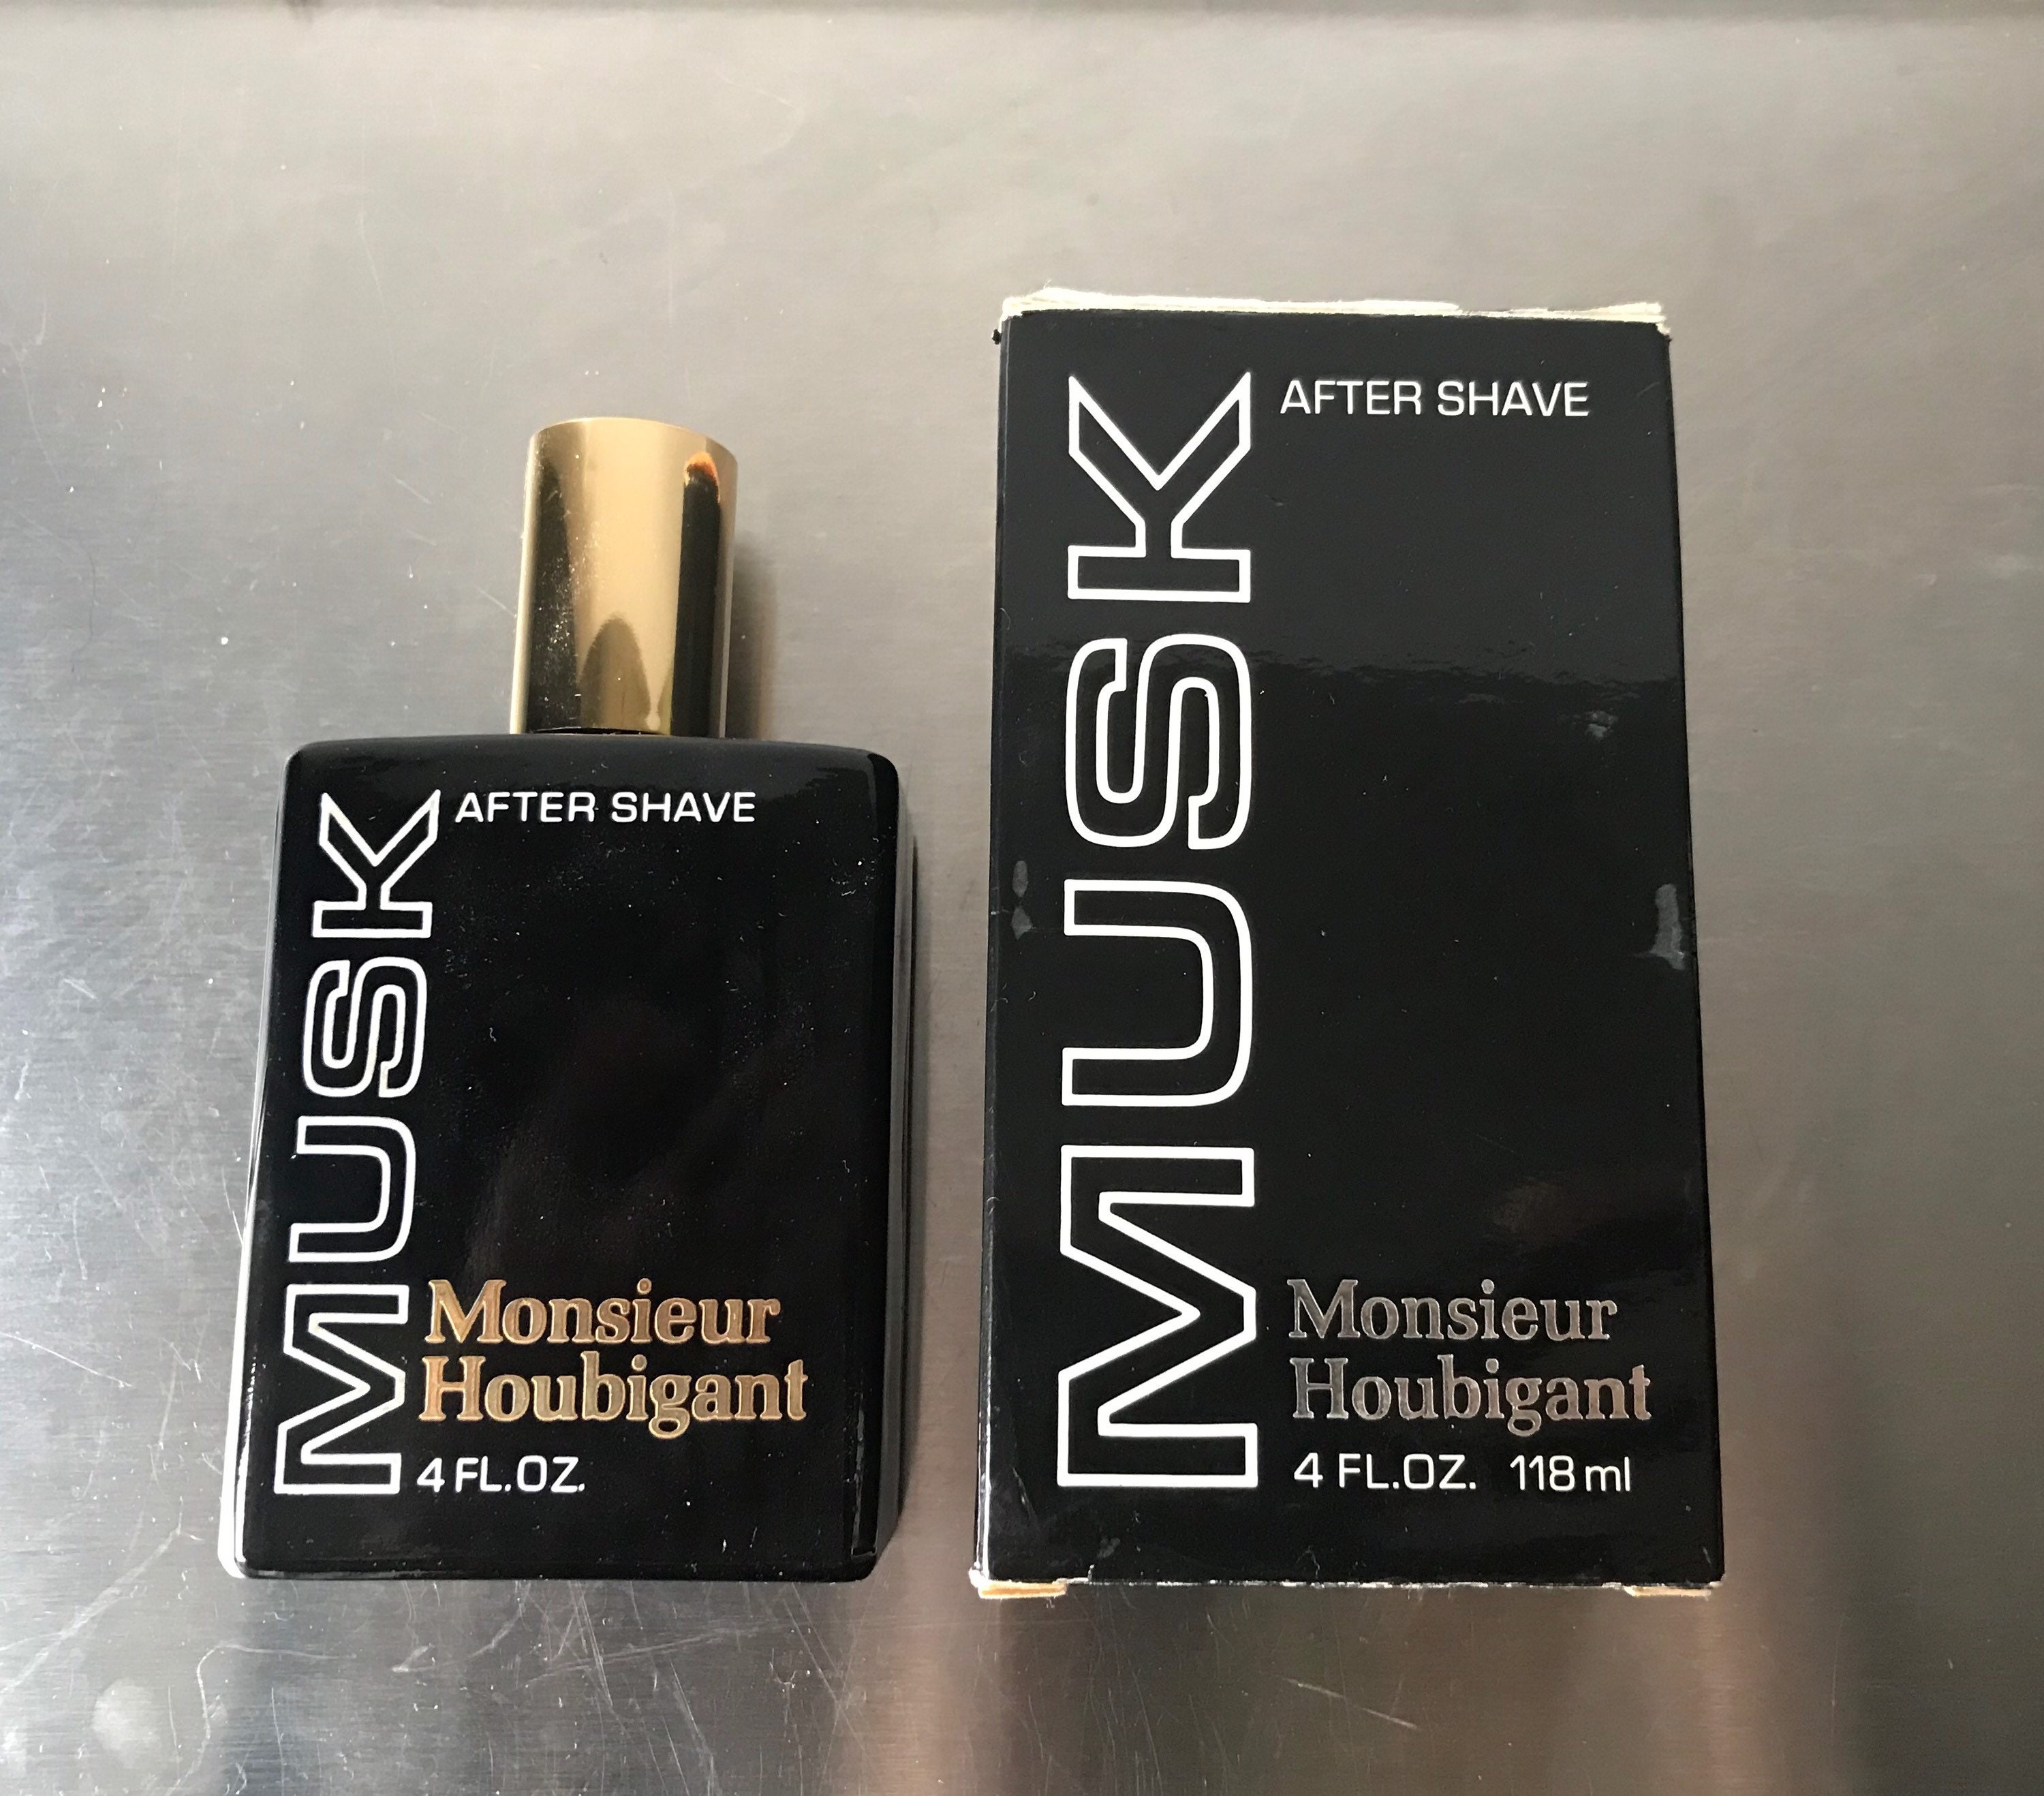 AFTER SHAVE
MUSK
Monsieur
Houbigant
4 FL.OZ.
AFTER SHAVE
MUSK
Monsieur
Houbigant
4 FL.OZ. 118 ml